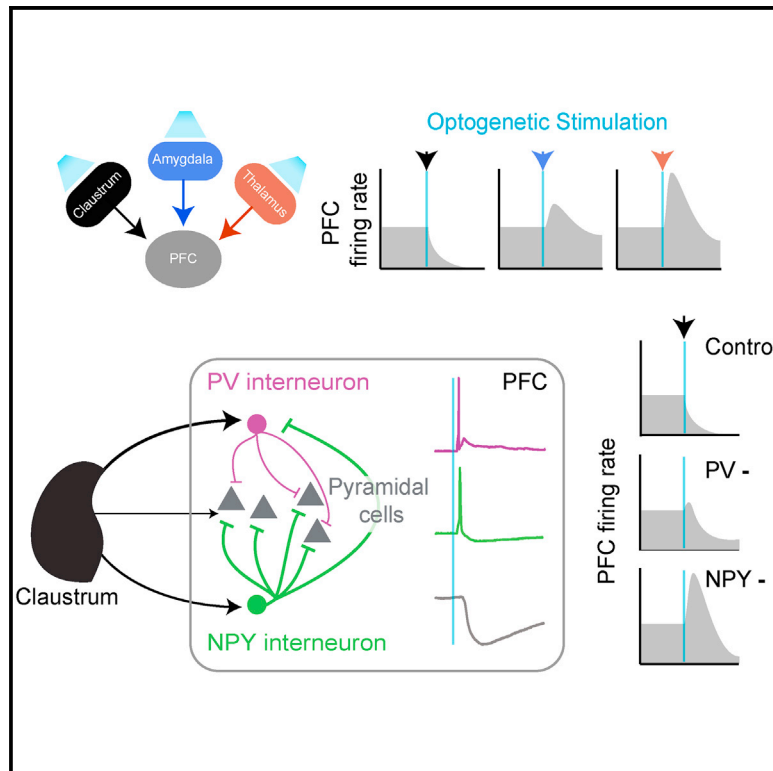 Optogenetic Stimulation
Claustrum
Amygdala
Thalamus
PFC
PFC
firing rate
PV interneuron
PFC
Pyramidal
cells
Claustrum
NPY interneuron
PFC firing rate
Contro
PV -
NPY -